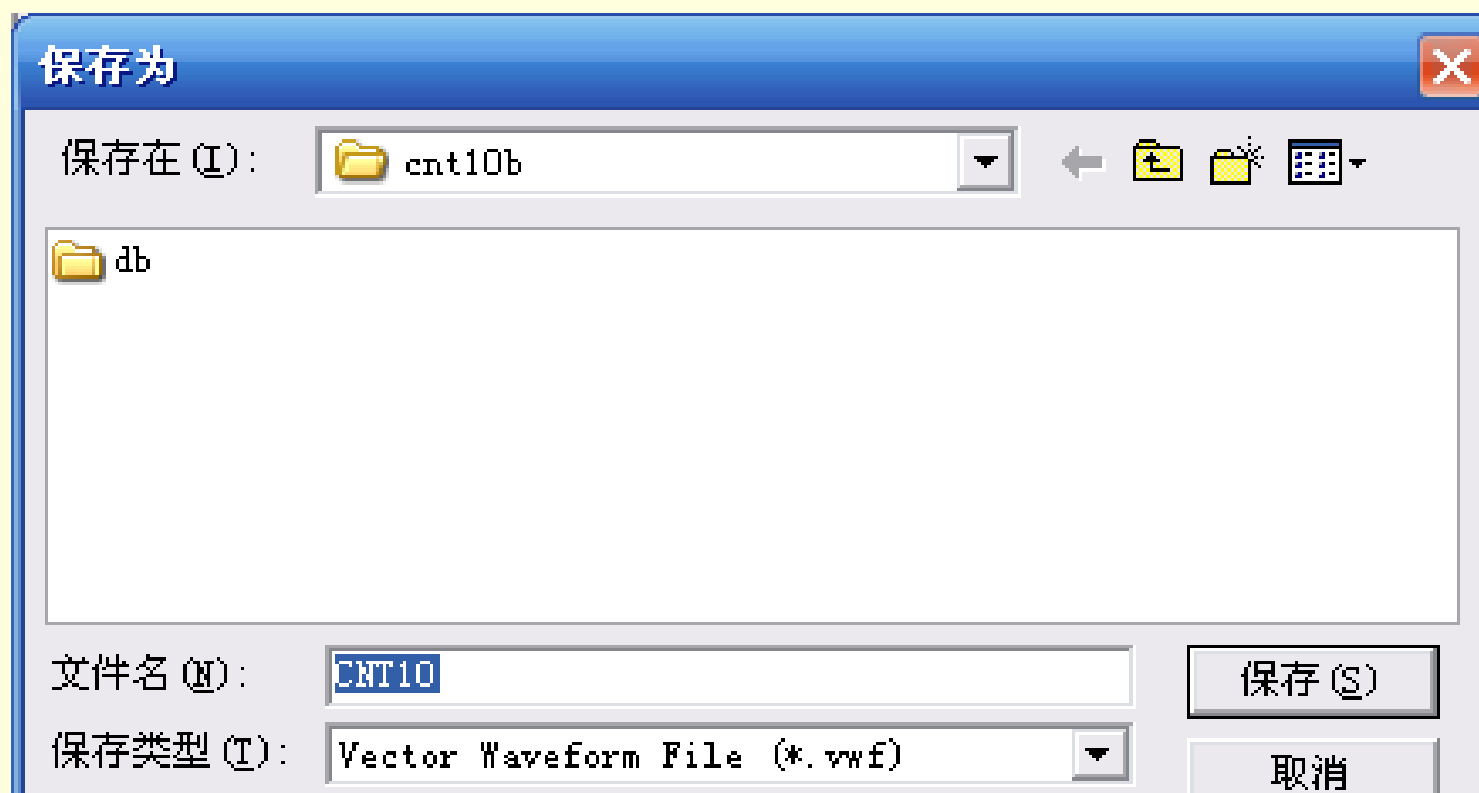 保存为
保存在(I):
cnt10b
db
文件名(N):
CNT10
保存(S)
保存类型(T):
Vector Waveform File (*.vwf)
取消